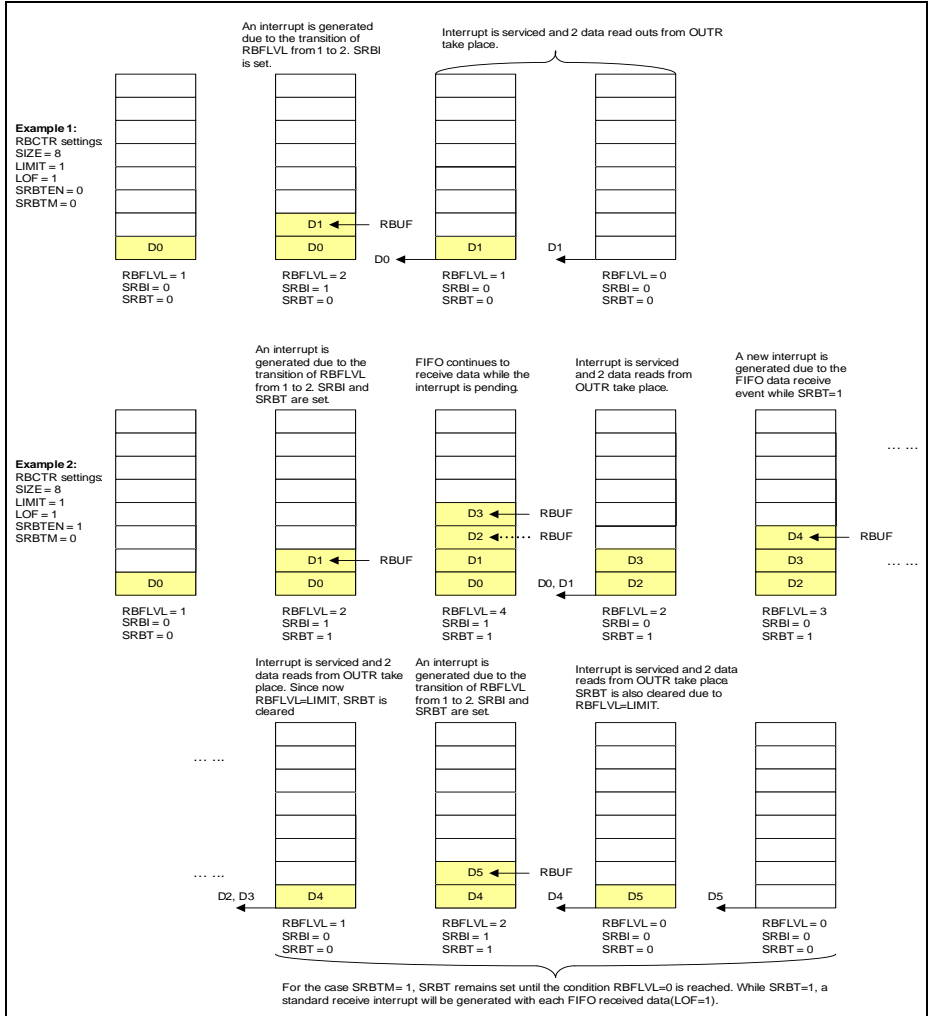 An interrupt is generated
due to the transition of
RBFLVL from 1 to 2. SRBI
is set.
Interrupt is serviced and 2 data read outs from OUTR
take place.
Example 1:
RBCTR settings:
SIZE = 8
LIMIT = 1
LOF = 1
SRBTEN = 0
SRBTM = 0
D1
RBUF
D0
D0
D0
D1
D1
RBFLVL = 1
SRBI = 0
SRBT = 0
RBFLVL = 2
SRBI = 1
SRBT = 0
RBFLVL = 1
SRBI = 0
SRBT = 0
RBFLVL = 0
SRBI = 0
SRBT = 0
An interrupt is
generated due to the
transition of RBFLVL
from 1 to 2. SRBI and
SRBT are set.
FIFO continues to
receive data while the
interrupt is pending.
Interrupt is serviced
and 2 data reads from
OUTR take place.
A new interrupt is
generated due to the
FIFO data receive
event while SRBT=1
... ...
Example 2:
RBCTR settings:
SIZE = 8
LIMIT = 1
LOF = 1
SRBTEN = 1
SRBTM = 0
D3
RBUF
D2
RBUF
D4
RBUF
D1
RBUF
D1
D3
D3
... ...
D0
D0
D0
D0, D1
D2
D2
RBFLVL = 1
SRBI = 0
SRBT = 0
RBFLVL = 2
SRBI = 1
SRBT = 1
RBFLVL = 4
SRBI = 1
SRBT = 1
RBFLVL = 2
SRBI = 0
SRBT = 1
RBFLVL = 3
SRBI = 0
SRBT = 1
Interrupt is serviced and 2
data reads from OUTR take
place. Since now
RBFLVL=LIMIT, SRBT is
cleared
An interrupt is
generated due to the
transition of RBFLVL
from 1 to 2. SRBI and
SRBT are set.
Interrupt is serviced and 2 data
reads from OUTR take place.
SRBT is also cleared due to
RBFLVL=LIMIT.
... ...
... ...
D5
RBUF
D2, D3
D4
D4
D4
D5
D5
RBFLVL = 1
SRBI = 0
SRBT = 0
RBFLVL = 2
SRBI = 1
SRBT = 1
RBFLVL = 0
SRBI = 0
SRBT = 0
RBFLVL = 0
SRBI = 0
SRBT = 0
For the case SRBTM= 1, SRBT remains set until the condition RBFLVL=0 is reached. While SRBT=1, a
standard receive interrupt will be generated with each FIFO received data(LOF=1).